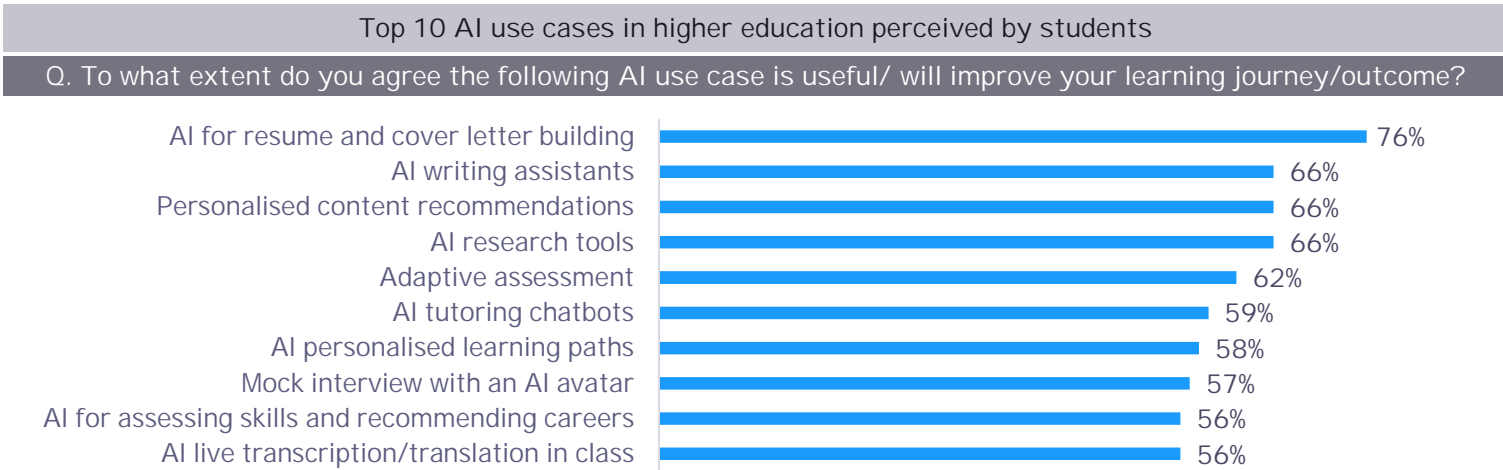 Top 10 AI use cases in higher education perceived by students
Q. To what extent do you agree the following AI use case is useful/ will improve your learning journey/outcome?
AI for resume and cover letter building 76%
AI writing assistants 66%
Personalised content recommendations 66%
AI research tools 66%
Adaptive assessment 62%
AI tutoring chatbots 59%
AI personalised learning paths 58%
Mock interview with an AI avatar 57%
AI for assessing skills and recommending careers 56%
AI live transcription/translation in class 56%